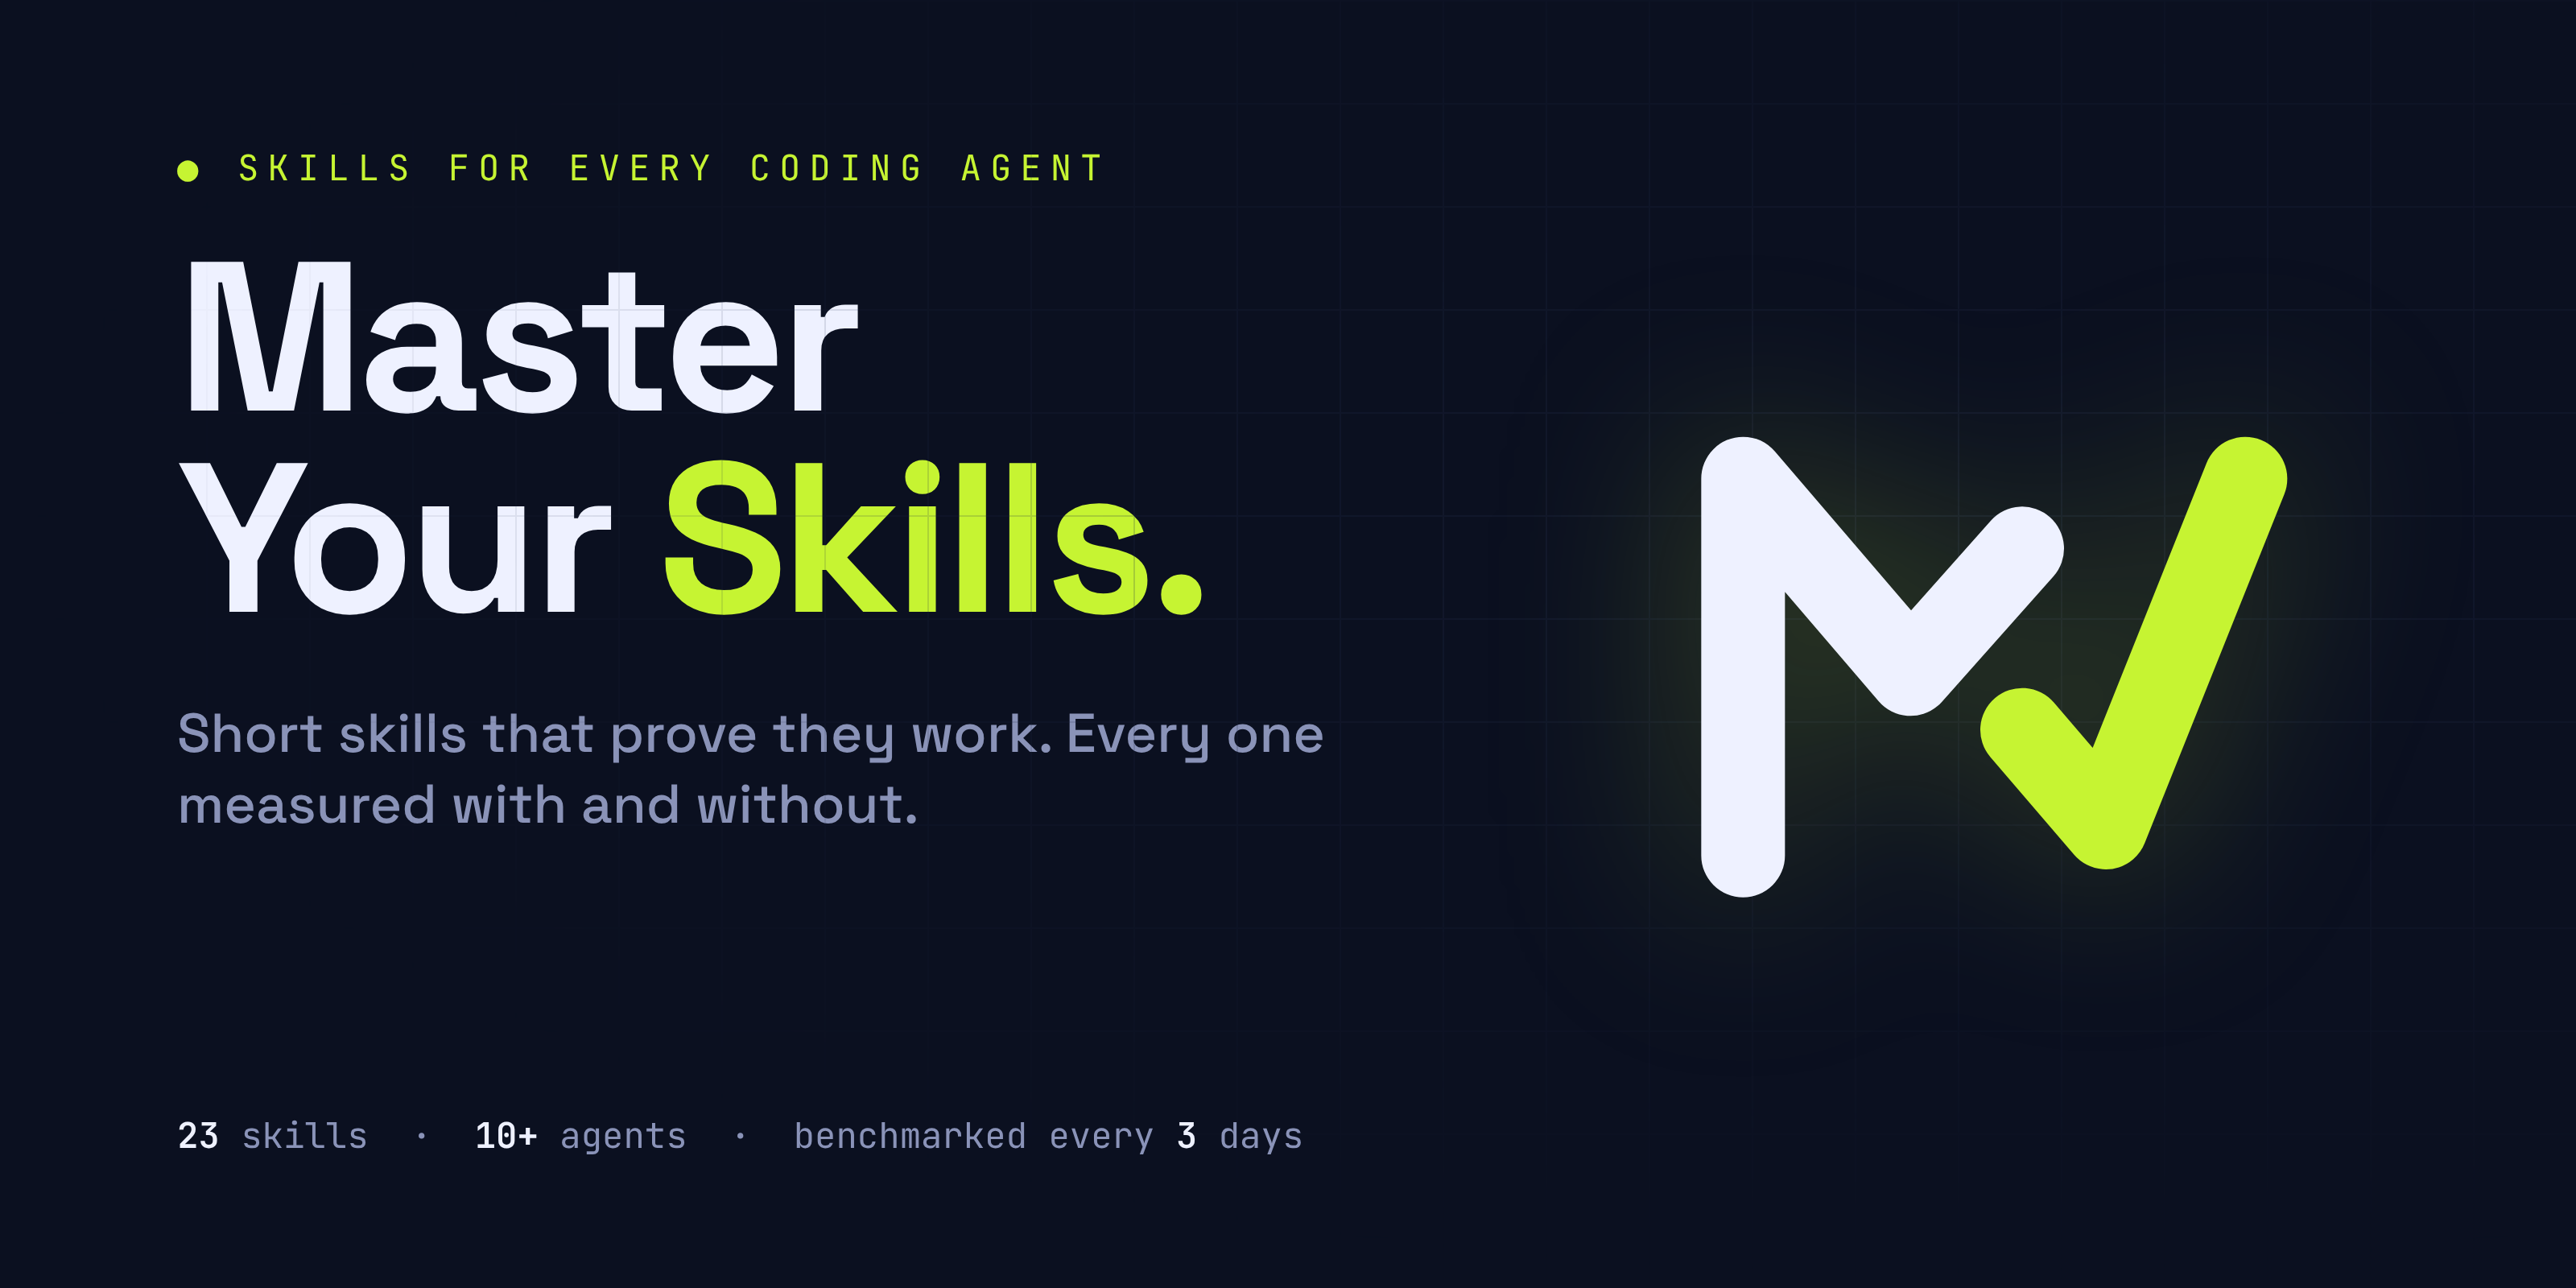 ● SKILLS FOR EVERY CODING AGENT
Master
Your Skills.
Short skills that prove they work. Every one
measured with and without.
23 skills · 10+ agents · benchmarked every 3 days